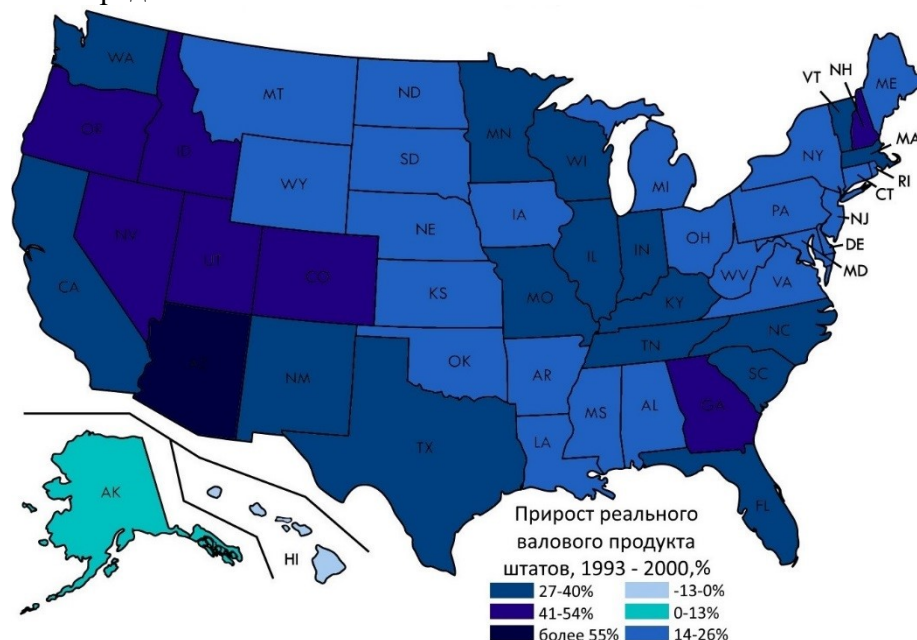 WA
MT
ND
MN
VT
NH
ME
OR
ID
SD
WI
NY
MA
WY
MI
RI
CT
IA
NE
PA
NJ
NV
OH
DE
UT
IL
IN
MD
CA
CO
WV
VA
KS
MO
KY
NC
TN
AZ
OK
NM
AR
SC
MS
AL
GA
TX
LA
AK
FL
HI
Прирост реального
валового продукта
штатов, 1993 - 2000,%
27-40% -13-0%
41-54% 0-13%
более 55% 14-26%